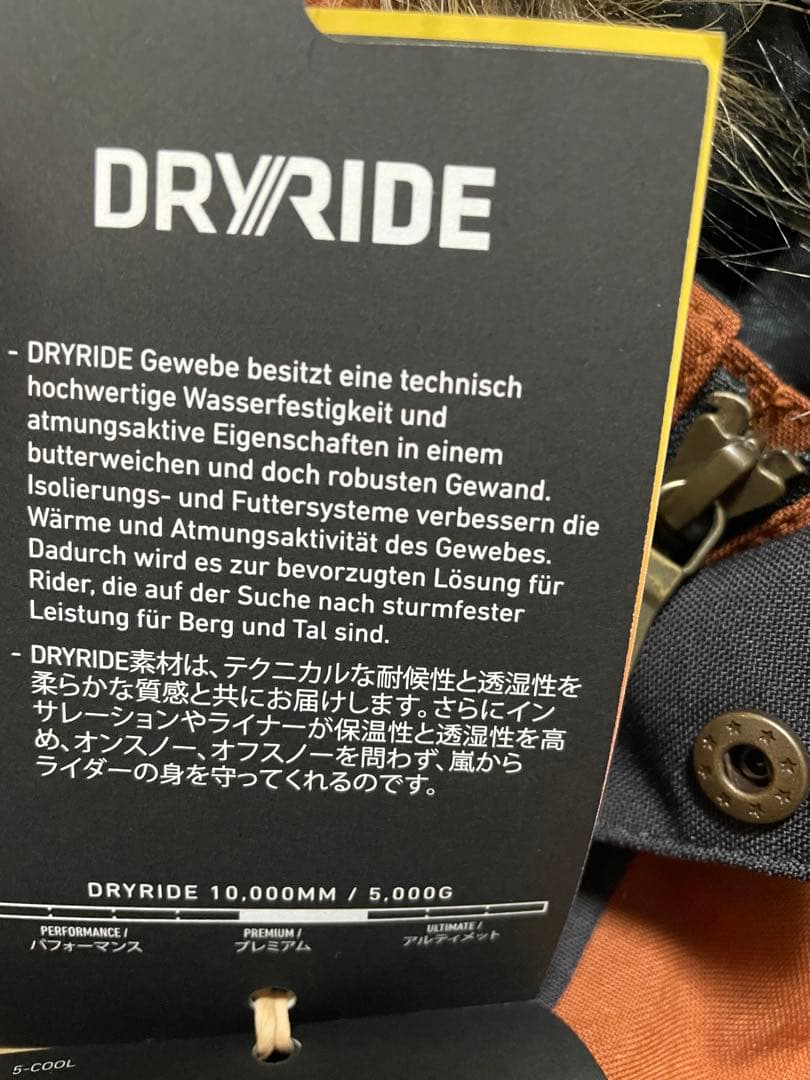 DRYRIDE
- DRYRIDE Gewebe besitzt eine technisch
hochwertige Wasserfestigkeit und
atmungsaktive Eigenschaften in einem
butterweichen und doch robusten Gewand.
Isolierungs- und Futtersysteme verbessern die
Wärme und Atmungsaktivität des Gewebes.
Dadurch wird es zur bevorzugten Lösung für
Rider, die auf der Suche nach sturmfester
Leistung für Berg und Tal sind.
- DRYRIDE素材は、テクニカルな耐候性と透湿性を
柔らかな質感と共にお届けします。さらにイン
サレーションやライナーが保温性と透湿性を高
め、オンスノー、オフスノーを問わず、嵐から
ライダーの身を守ってくれるのです。
DRYRIDE 10,000MM / 5,000G
PERFORMANCE / PREMIUM / ULTIMATE /
パフォーマンス プレミアム アルティメット
5-COOL